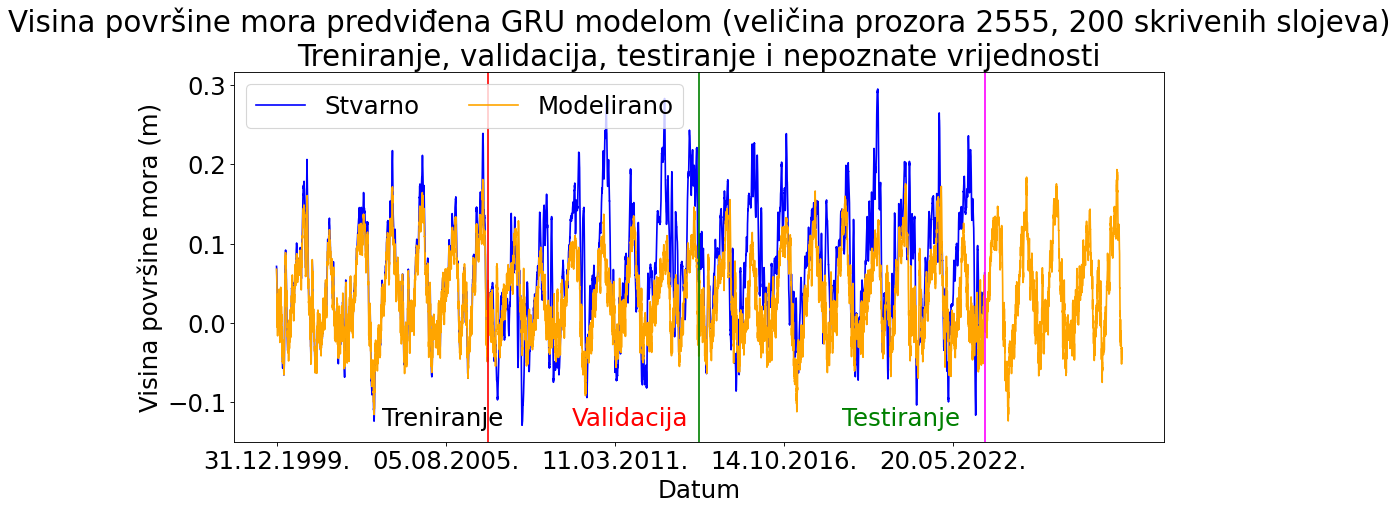 Visina površine mora predviđena GRU modelom (veličina prozora 2555, 200 skrivenih slojeva)
Treniranje, validacija, testiranje i nepoznate vrijednosti
Stvarno Modelirano
Visina površine mora (m)
0.3
0.2
0.1
0.0
−0.1
Treniranje Validacija Testiranje
31.12.1999. 05.08.2005. 11.03.2011. 14.10.2016. 20.05.2022.
Datum